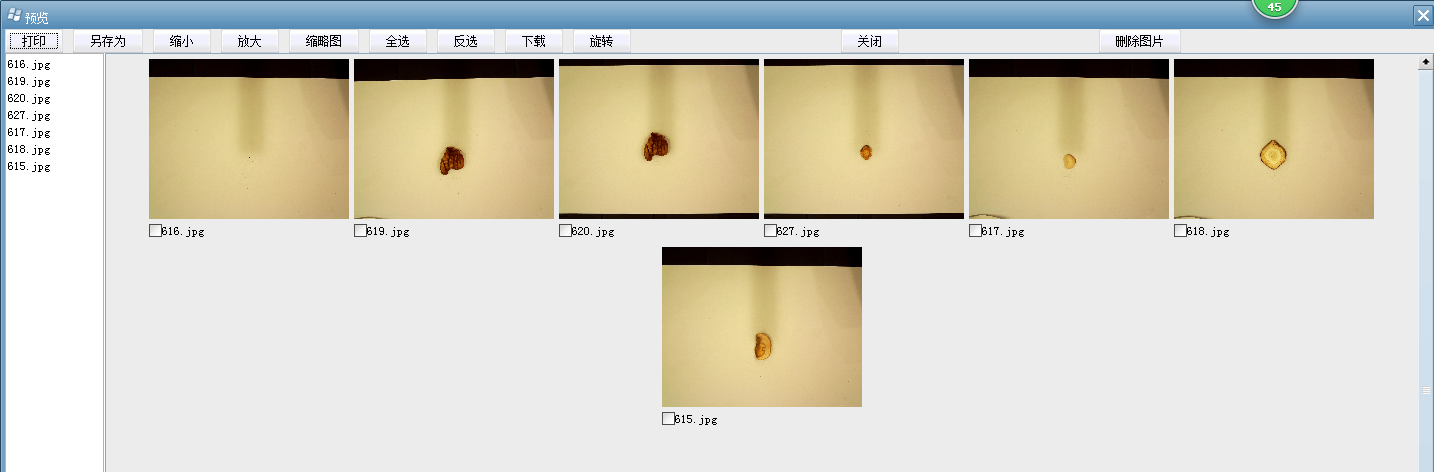 预览
45
打印 另存为 缩小 放大 缩略图 全选 反选 下载 旋转 关闭 删除图片
616.jpg
619.jpg
620.jpg
627.jpg
617.jpg
618.jpg
615.jpg
616.jpg 619.jpg 620.jpg 627.jpg 617.jpg 618.jpg
615.jpg